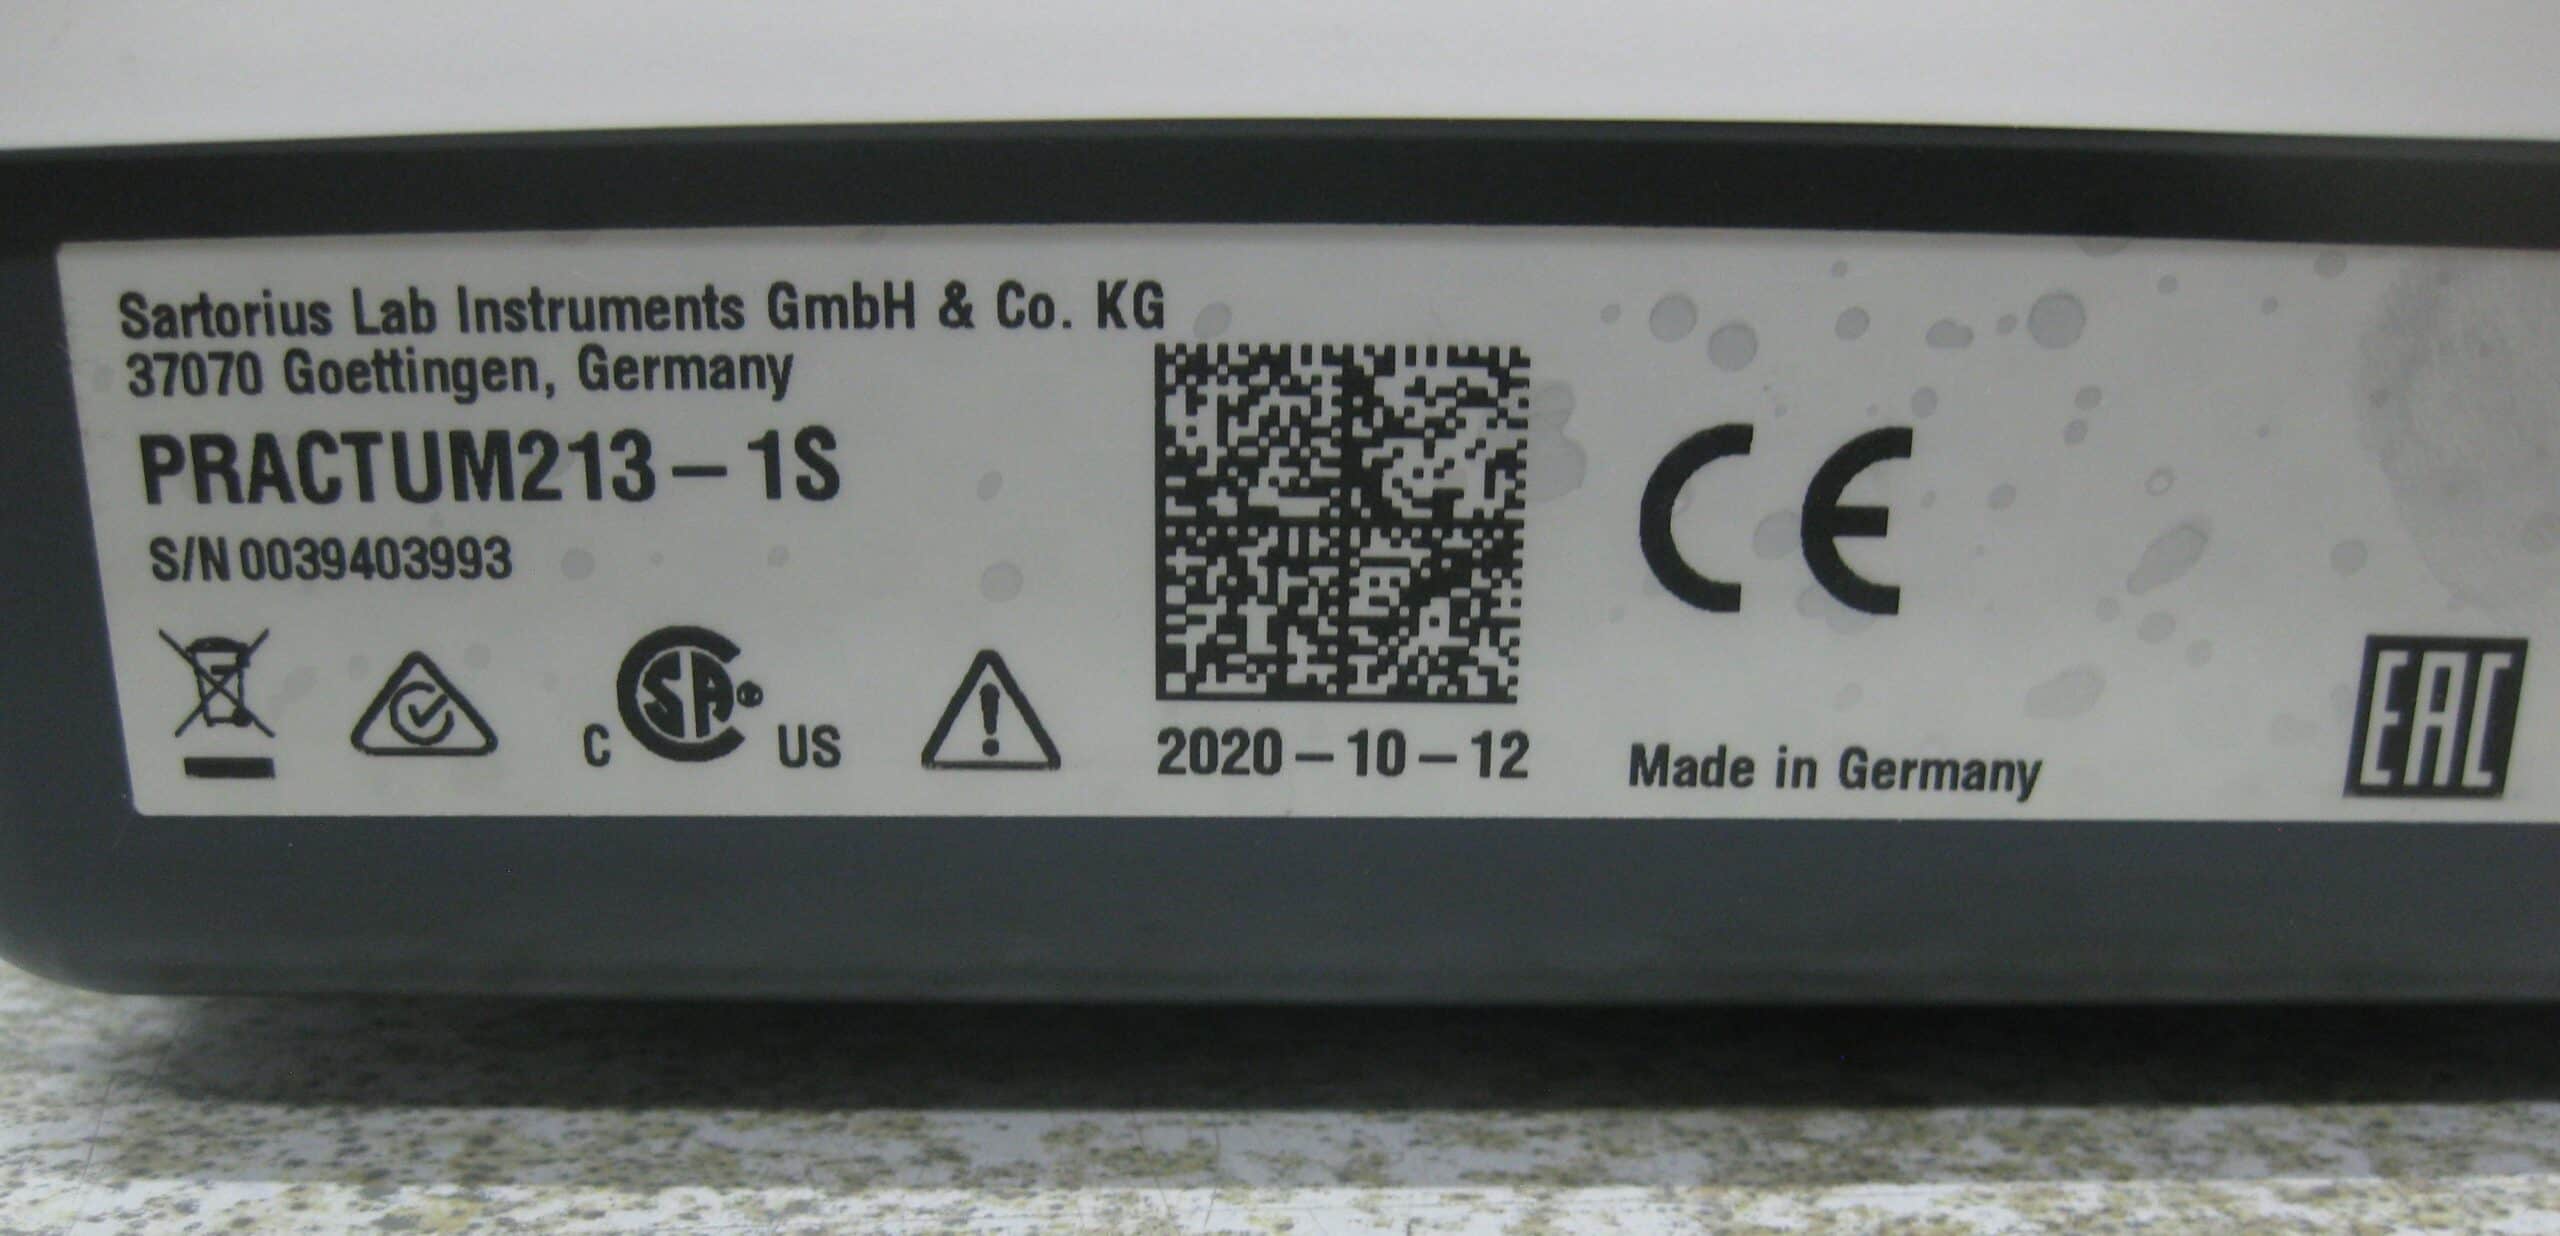 Sartorius Lab Instruments GmbH & Co. KG
37070 Goettingen, Germany
PRACTUM213-1S
S/N 0039403993
C SA® US
2020-10-12
CE
Made in Germany
EAC